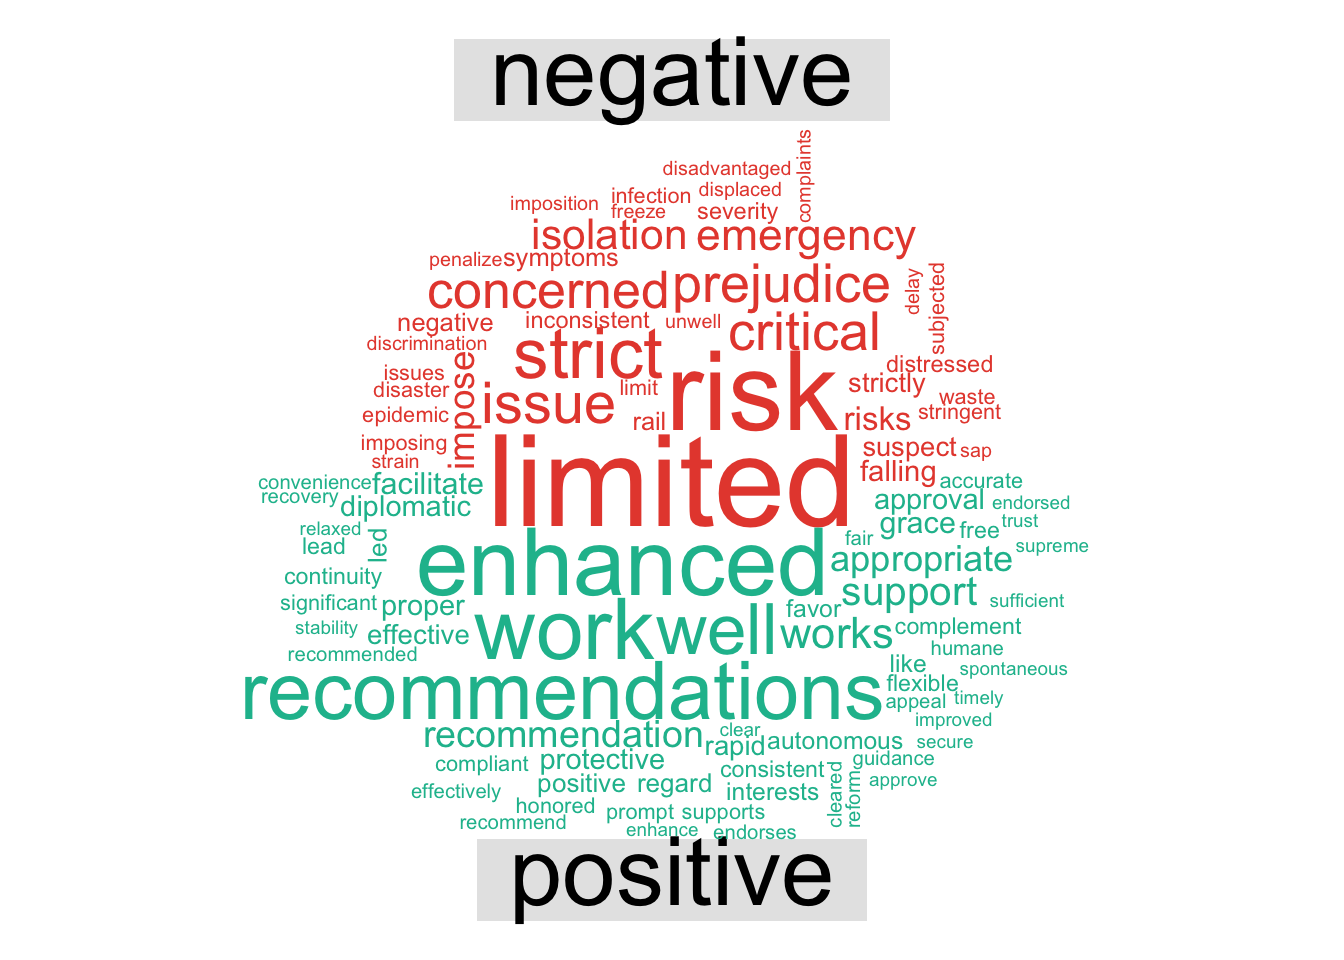 negative
complaints
disadvantaged
displaced
infection
imposition
freeze
severity
isolation emergency
penalize symptoms
concerned prejudice
delay
subjected
negative
inconsistent
unwell
critical
discrimination
strict
issues
impose
risk
distressed
disaster
limit
strictly
waste
epidemic
issue
rail
risks
stringent
imposing
strain
limited
suspect
sap
falling
convenience
facilitate
accurate
recovery
diplomatic
approval
endorsed
relaxed
led
lead
grace
free
trust
enhanced
fair
supreme
appropriate
continuity
support
significant
proper
favor
sufficient
stability
effective
work
well
works
complement
recommended
humane
like
spontaneous
recommendations
flexible
appeal
timely
improved
recommendation
clear
rapid
autonomous
secure
compliant
protective
consistent
guidance
effectively
positive
regard
interests
cleared
reform
approve
honored
prompt
supports
recommend
enhance
endorses
positive